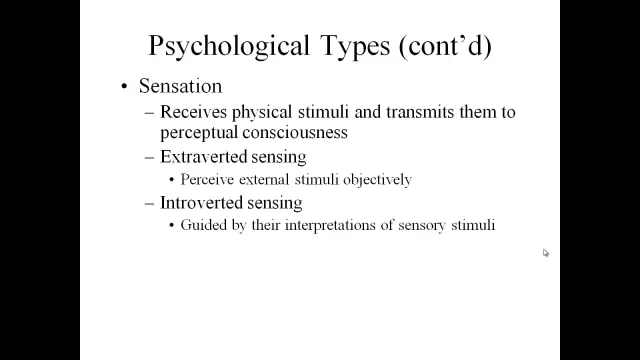 Psychological Types (cont'd)
• Sensation
– Receives physical stimuli and transmits them to
perceptual consciousness
– Extraverted sensing
• Perceive external stimuli objectively
– Introverted sensing
• Guided by their interpretations of sensory stimuli